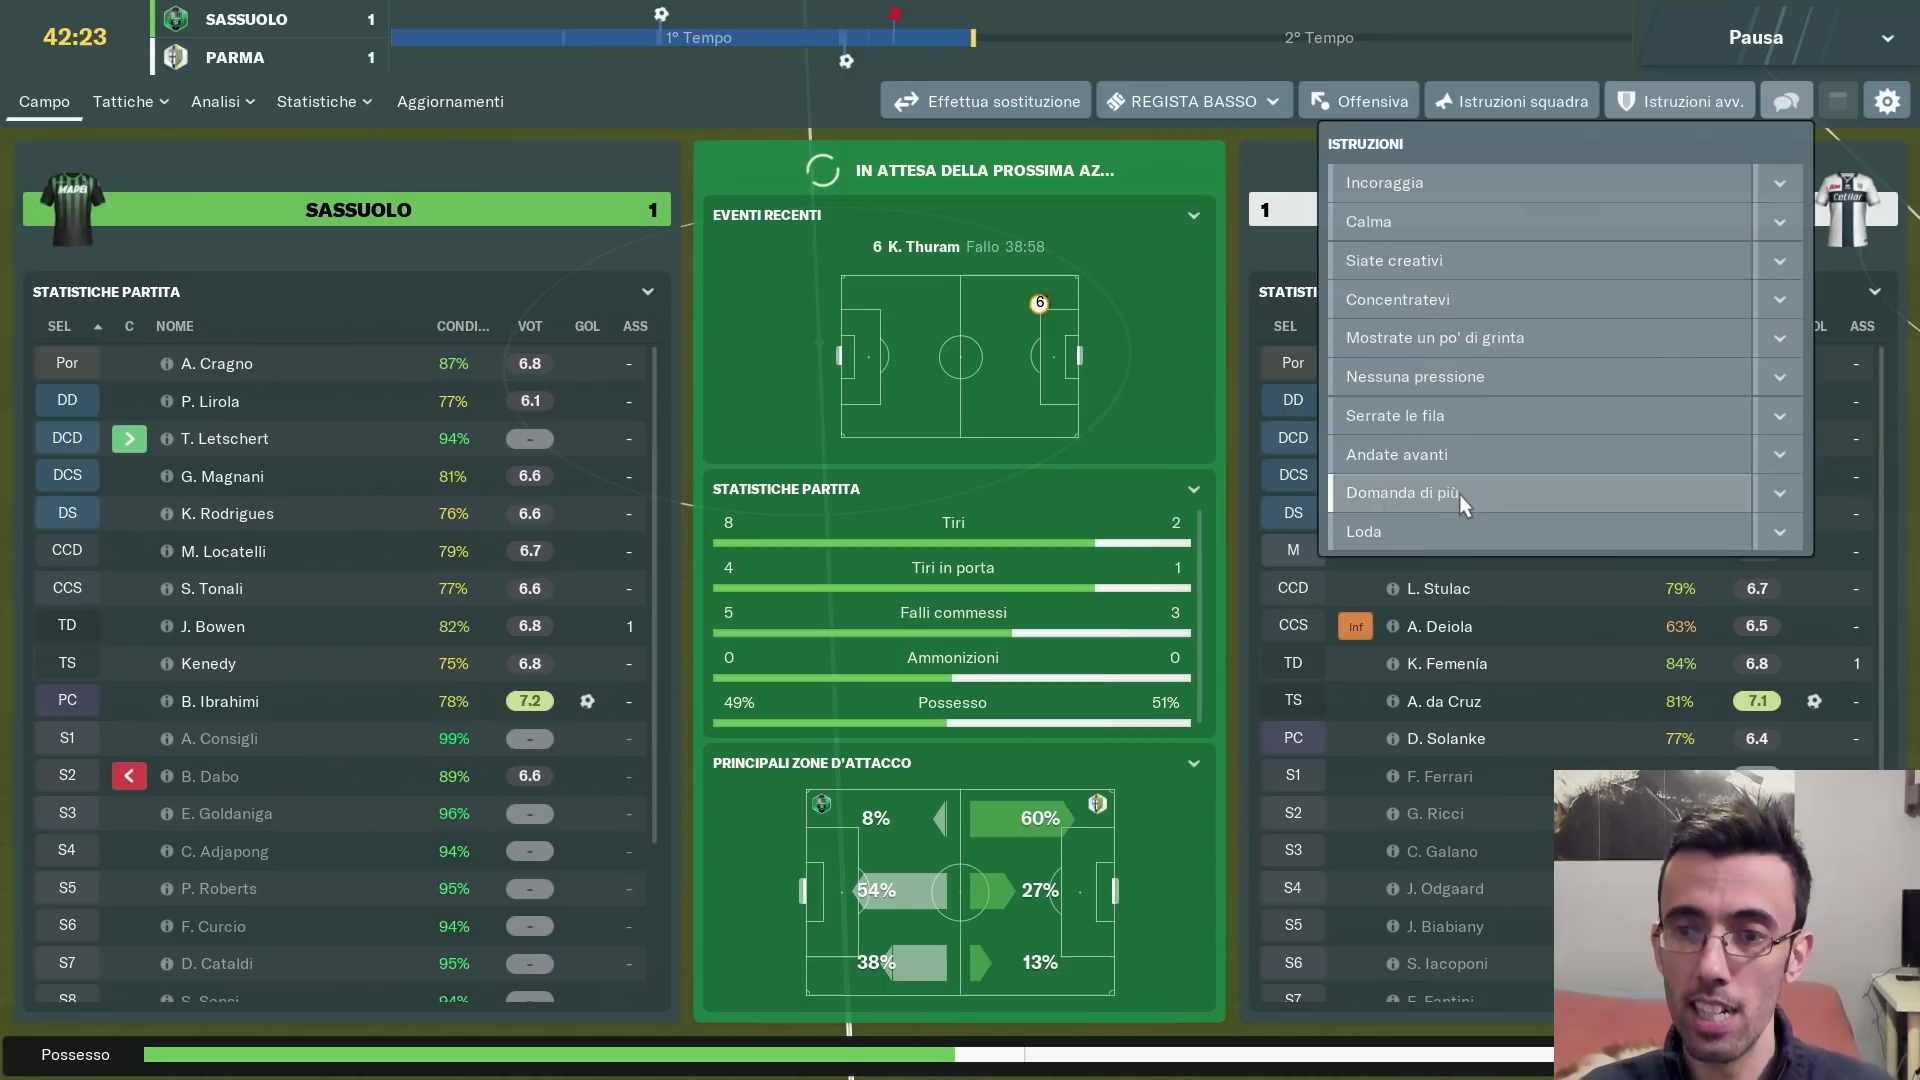 42:23
SASSUOLO 1
PARMA 1
1° Tempo
2° Tempo
Pausa
Campo
Tattiche
Analisi
Statistiche
Aggiornamenti
Effettua sostituzione
REGISTA BASSO
Offensiva
Istruzioni squadra
Istruzioni avv.
MAPEI
SASSUOLO 1
STATISTICHE PARTITA
SEL C NOME CONDI... VOT GOL ASS
Por A. Cragno 87% 6.8 -
DD P. Lirola 77% 6.1 -
DCD T. Letschert 94% - -
DCS G. Magnani 81% 6.6 -
DS K. Rodrigues 76% 6.6 -
CCD M. Locatelli 79% 6.7 -
CCS S. Tonali 77% 6.6 -
TD J. Bowen 82% 6.8 1
TS Kenedy 75% 6.8 -
PC B. Ibrahimi 78% 7.2 -
S1 A. Consigli 99% - -
S2 B. Dabo 89% 6.6 -
S3 E. Goldaniga 96% - -
S4 C. Adjapong 94% - -
S5 P. Roberts 95% - -
S6 F. Curcio 94% - -
S7 D. Cataldi 95% - -
S8 S. Sensi 94%
IN ATTESA DELLA PROSSIMA AZ...
EVENTI RECENTI
6 K. Thuram Fallo 38:58
6
STATISTICHE PARTITA
8 Tiri 2
4 Tiri in porta 1
5 Falli commessi 3
0 Ammonizioni 0
49% Possesso 51%
PRINCIPALI ZONE D'ATTACCO
8% 60%
54% 27%
38% 13%
ISTRUZIONI
Incoraggia
Calma
Siate creativi
Concentratevi
Mostrate un po' di grinta
Nessuna pressione
Serrate le fila
Andate avanti
Domanda di più
Loda
1
Cetilar
STATISTI
SEL OL ASS
Por -
DD -
DCD -
DCS -
DS -
M -
CCD L. Stulac 79% 6.7 -
CCS Inf A. Deiola 63% 6.5 -
TD K. Femenía 84% 6.8 1
TS A. da Cruz 81% 7.1 -
PC D. Solanke 77% 6.4 -
S1 F. Ferrari
S2 G. Ricci
S3 C. Galano
S4 J. Odgaard
S5 J. Biabiany
S6 S. Iacoponi
S7 F. Fantini
Possesso